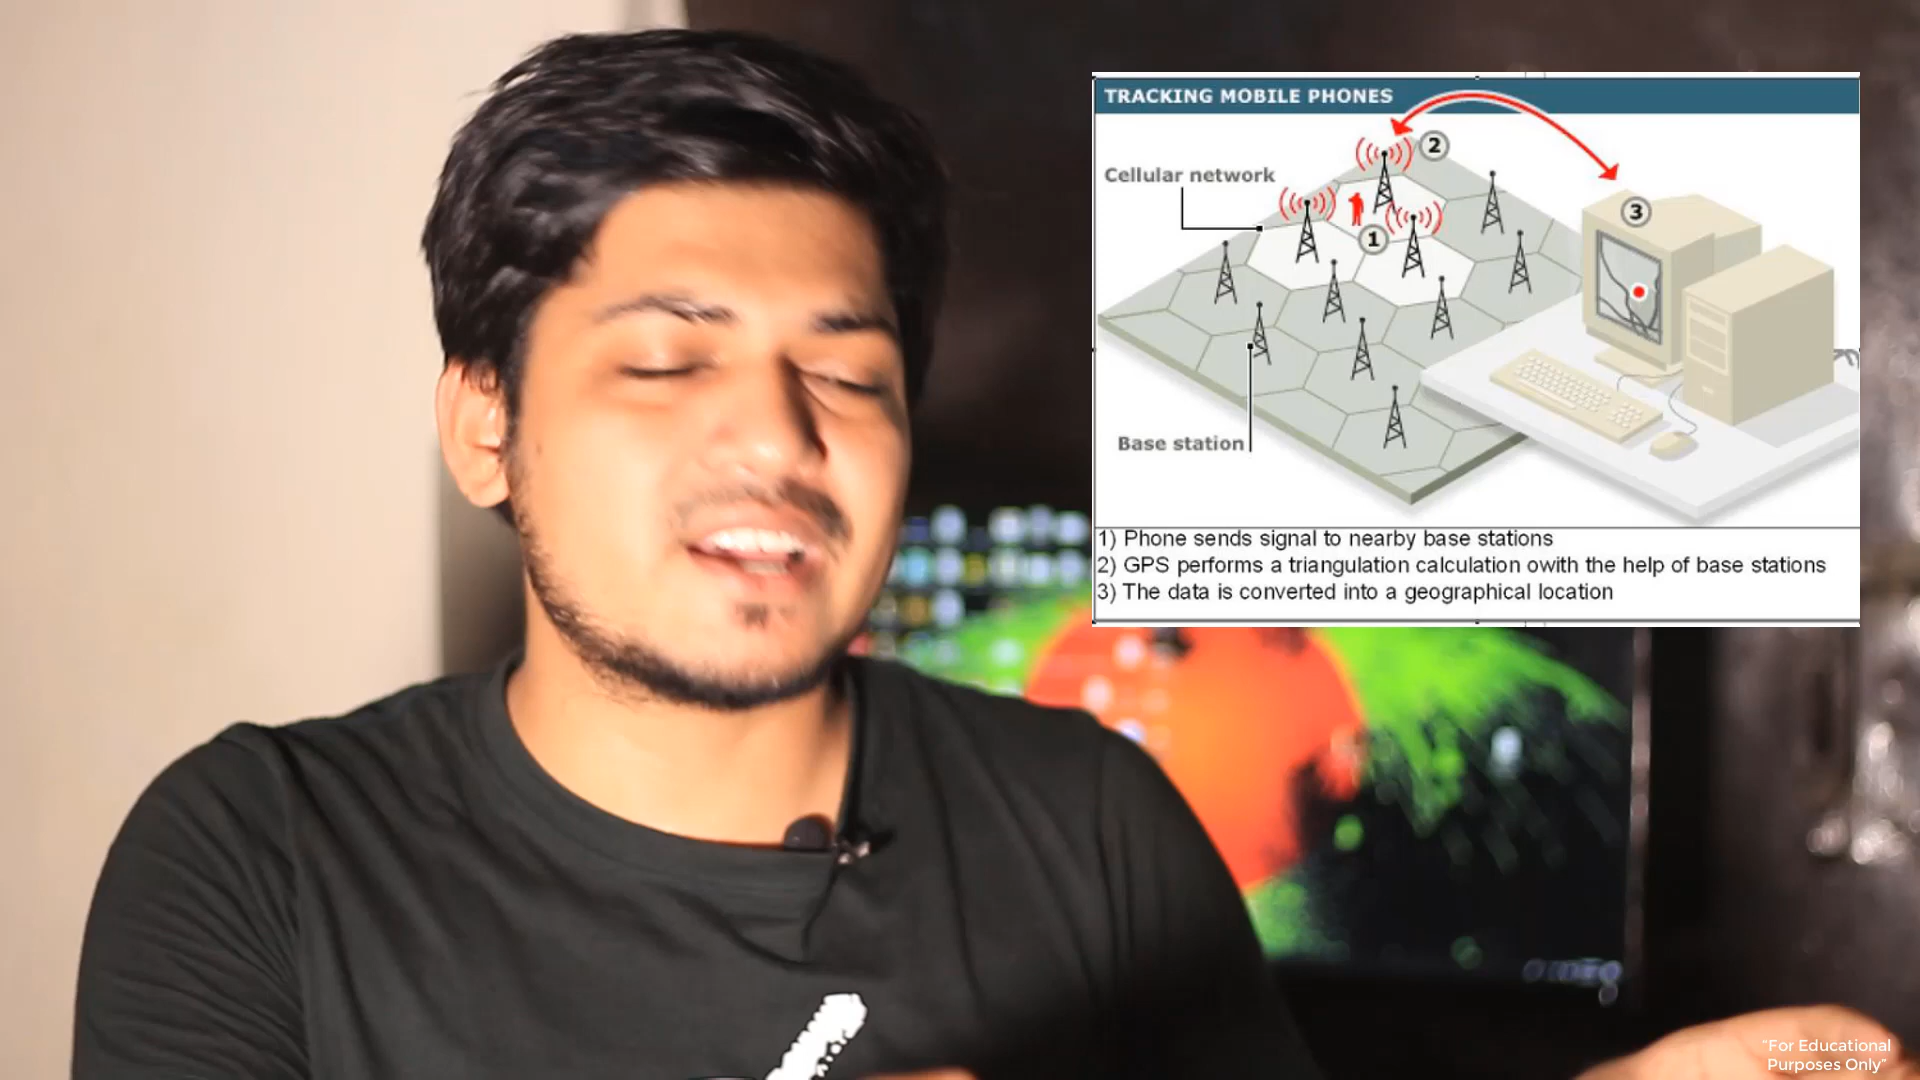 TRACKING MOBILE PHONES
2
Cellular network
3
1
Base station
1) Phone sends signal to nearby base stations
2) GPS performs a triangulation calculation owith the help of base stations
3) The data is converted into a geographical location
omen
"For Educational
Purposes Only"